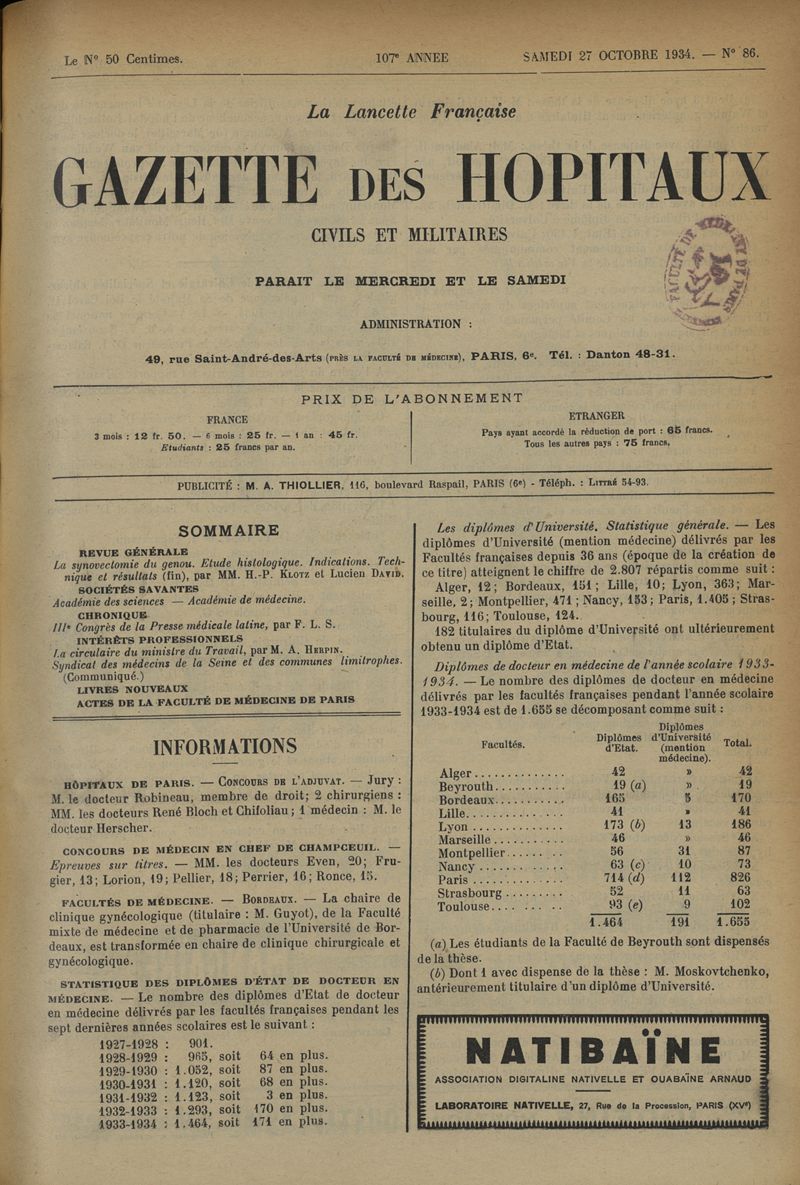 Le N° 50 Centimes.
107e ANNEE
SAMEDI 27 OCTOBRE 1934. — N° 86.
La Lancette Française
GAZETTE DES HOPITAUX
CIVILS ET MILITAIRES
PARAIT LE MERCREDI ET LE SAMEDI
ADMINISTRATION :
49, rue Saint-André-des-Arts (PRÈS LA FACULTÉ DE MÉDECINE), PARIS, 6e. Tél. : Danton 48-31.
PRIX DE L'ABONNEMENT
FRANCE
3 mois : 12 fr. 50. — 6 mois : 25 fr. — 1 an : 45 fr.
Etudiants : 25 francs par an.
ETRANGER
Pays ayant accordé la réduction de port : 65 francs.
Tous les autres pays : 75 francs.
PUBLICITÉ : M. A. THIOLLIER, 116, boulevard Raspail, PARIS (6e) - Téléph. : LITTRÉ 54-93.
SOMMAIRE
REVUE GÉNÉRALE
La synovectomie du genou. Etude histologique. Indications. Tech-
nique et résultats (fin), par MM. H.-P. KLOTZ et Lucien DAVID.
SOCIÉTÉS SAVANTES
Académie des sciences — Académie de médecine.
CHRONIQUE
IIIe Congrès de la Presse médicale latine, par F. L. S.
INTÉRÊTS PROFESSIONNELS
La circulaire du ministre du Travail, par M. A. HERPIN.
Syndicat des médecins de la Seine et des communes limitrophes.
(Communiqué.)
LIVRES NOUVEAUX
ACTES DE LA FACULTÉ DE MÉDECINE DE PARIS
INFORMATIONS
HÔPITAUX DE PARIS. — CONCOURS DE L'ADJUVAT. — Jury :
M. le docteur Robineau, membre de droit; 2 chirurgiens :
MM. les docteurs René Bloch et Chifoliau; 1 médecin : M. le
docteur Herscher.
CONCOURS DE MÉDECIN EN CHEF DE CHAMPCEUIL. —
Epreuves sur titres. — MM. les docteurs Even, 20; Fru-
gier, 13; Lorion, 19; Pellier, 18; Perrier, 16; Ronce, 15.
FACULTÉS DE MÉDECINE. — BORDEAUX. — La chaire de
clinique gynécologique (titulaire : M. Guyot), de la Faculté
mixte de médecine et de pharmacie de l'Université de Bor-
deaux, est transformée en chaire de clinique chirurgicale et
gynécologique.
STATISTIQUE DES DIPLÔMES D'ÉTAT DE DOCTEUR EN
MÉDECINE. — Le nombre des diplômes d'Etat de docteur
en médecine délivrés par les facultés françaises pendant les
sept dernières années scolaires est le suivant :
1927-1928 : 901.
1928-1929 : 965, soit 64 en plus.
1929-1930 : 1.052, soit 87 en plus.
1930-1931 : 1.120, soit 68 en plus.
1931-1932 : 1.123, soit 3 en plus.
1932-1933 : 1.293, soit 170 en plus.
1933-1934 : 1.464, soit 171 en plus.
Les diplômes d'Université. Statistique générale. — Les
diplômes d'Université (mention médecine) délivrés par les
Facultés françaises depuis 36 ans (époque de la création de
ce titre) atteignent le chiffre de 2.807 répartis comme suit :
Alger, 12; Bordeaux, 151; Lille, 10; Lyon, 363; Mar-
seille, 2; Montpellier, 471; Nancy, 153; Paris, 1.405; Stras-
bourg, 116; Toulouse, 124.
182 titulaires du diplôme d'Université ont ultérieurement
obtenu un diplôme d'Etat.
Diplômes de docteur en médecine de l'année scolaire 1933-
1934. — Le nombre des diplômes de docteur en médecine
délivrés par les facultés françaises pendant l'année scolaire
1933-1934 est de 1.655 se décomposant comme suit :
Facultés. Diplômes d'Etat. Diplômes d'Université (mention médecine). Total.
Alger.............. 42 » 42
Beyrouth........... 19 (a) » 19
Bordeaux........... 165 5 170
Lille............... 41 » 41
Lyon .............. 173 (b) 13 186
Marseille ........... 46 » 46
Montpellier......... 56 31 87
Nancy ............. 63 (c) 10 73
Paris .............. 714 (d) 112 826
Strasbourg ......... 52 11 63
Toulouse........... 93 (e) 9 102
1.464 191 1.655
(a) Les étudiants de la Faculté de Beyrouth sont dispensés
de la thèse.
(b) Dont 1 avec dispense de la thèse : M. Moskovtchenko,
antérieurement titulaire d'un diplôme d'Université.
NATIBAÏNE
ASSOCIATION DIGITALINE NATIVELLE ET OUABAÏNE ARNAUD
LABORATOIRE NATIVELLE, 27, Rue de la Procession, PARIS (XVe)